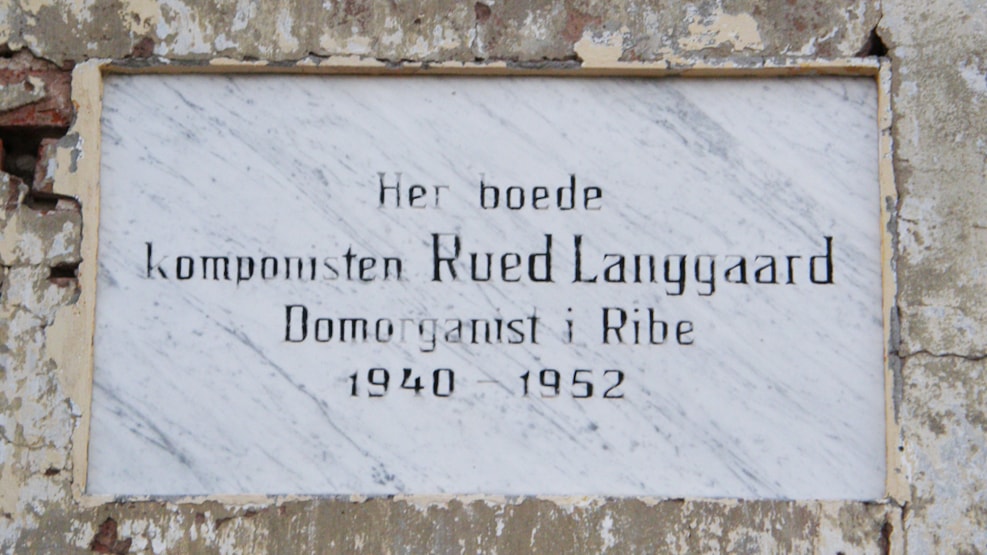 Her boede
komponisten Rued Langgaard
Domorganist i Ribe
1940 – 1952